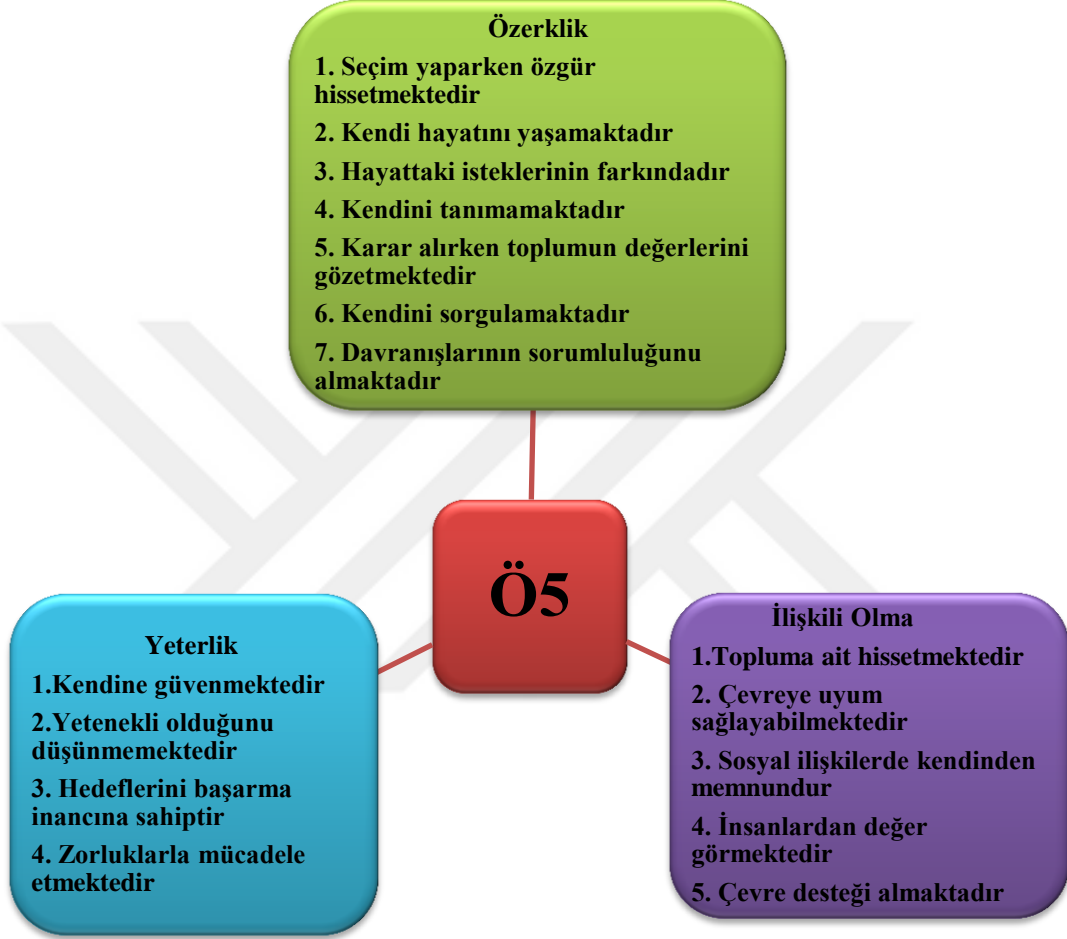 Özerklik
1. Seçim yaparken özgür
hissetmektedir
2. Kendi hayatını yaşamaktadır
3. Hayattaki isteklerinin farkındadır
4. Kendini tanımamaktadır
5. Karar alırken toplumun değerlerini
gözetmektedir
6. Kendini sorgulamaktadır
7. Davranışlarının sorumluluğunu
almaktadır
Ö5
Yeterlik
1.Kendine güvenmektedir
2.Yetenekli olduğunu
düşünmemektedir
3. Hedeflerini başarma
inancına sahiptir
4. Zorluklarla mücadele
etmektedir
İlişkili Olma
1.Topluma ait hissetmektedir
2. Çevreye uyum
sağlayabilmektedir
3. Sosyal ilişkilerde kendinden
memnundur
4. İnsanlardan değer
görmektedir
5. Çevre desteği almaktadır